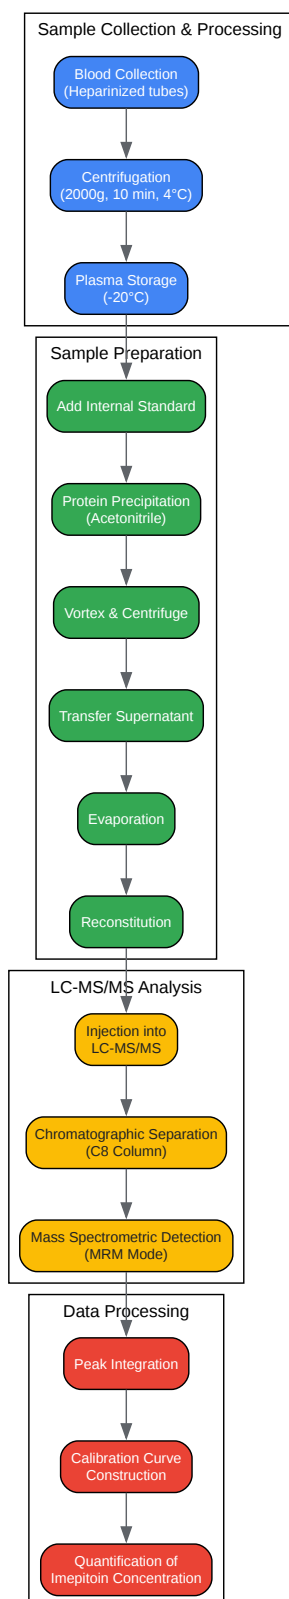 Sample Collection & Processing
Blood Collection
(Heparinized tubes)
Centrifugation
(2000g, 10 min, 4°C)
Plasma Storage
(-20°C)
Sample Preparation
Add Internal Standard
Protein Precipitation
(Acetonitrile)
Vortex & Centrifuge
Transfer Supernatant
Evaporation
Reconstitution
LC-MS/MS Analysis
Injection into
LC-MS/MS
Chromatographic Separation
(C8 Column)
Mass Spectrometric Detection
(MRM Mode)
Data Processing
Peak Integration
Calibration Curve
Construction
Quantification of
Imepitoin Concentration